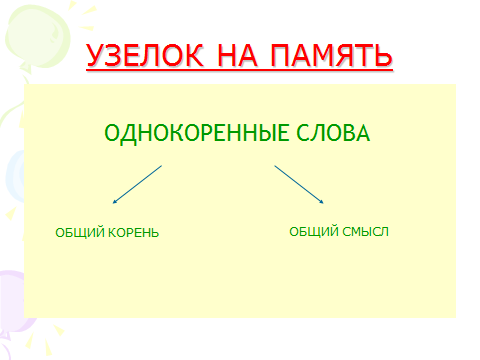 УЗЕЛОК НА ПАМЯТЬ
ОДНОКОРЕННЫЕ СЛОВА
ОБЩИЙ КОРЕНЬ
ОБЩИЙ СМЫСЛ